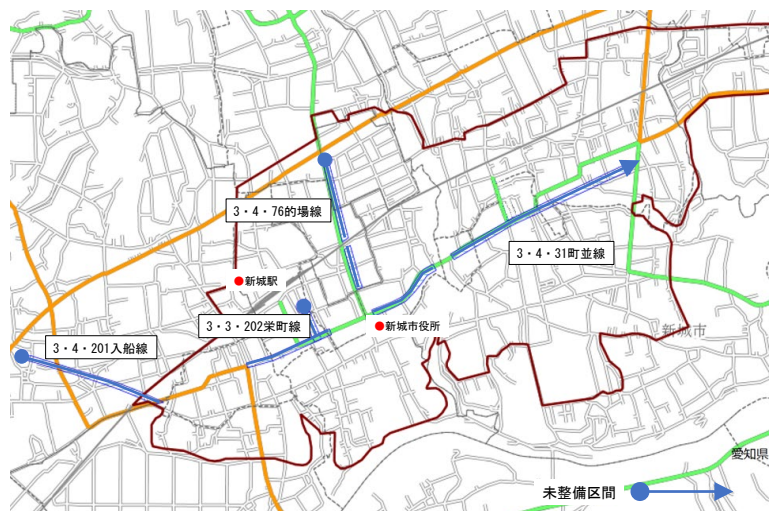 3・4・76的場線
●新城駅
3・4・31町並線
3・3・202栄町線
●新城市役所
新城市
3・4・201入船線
愛知県
未整備区間